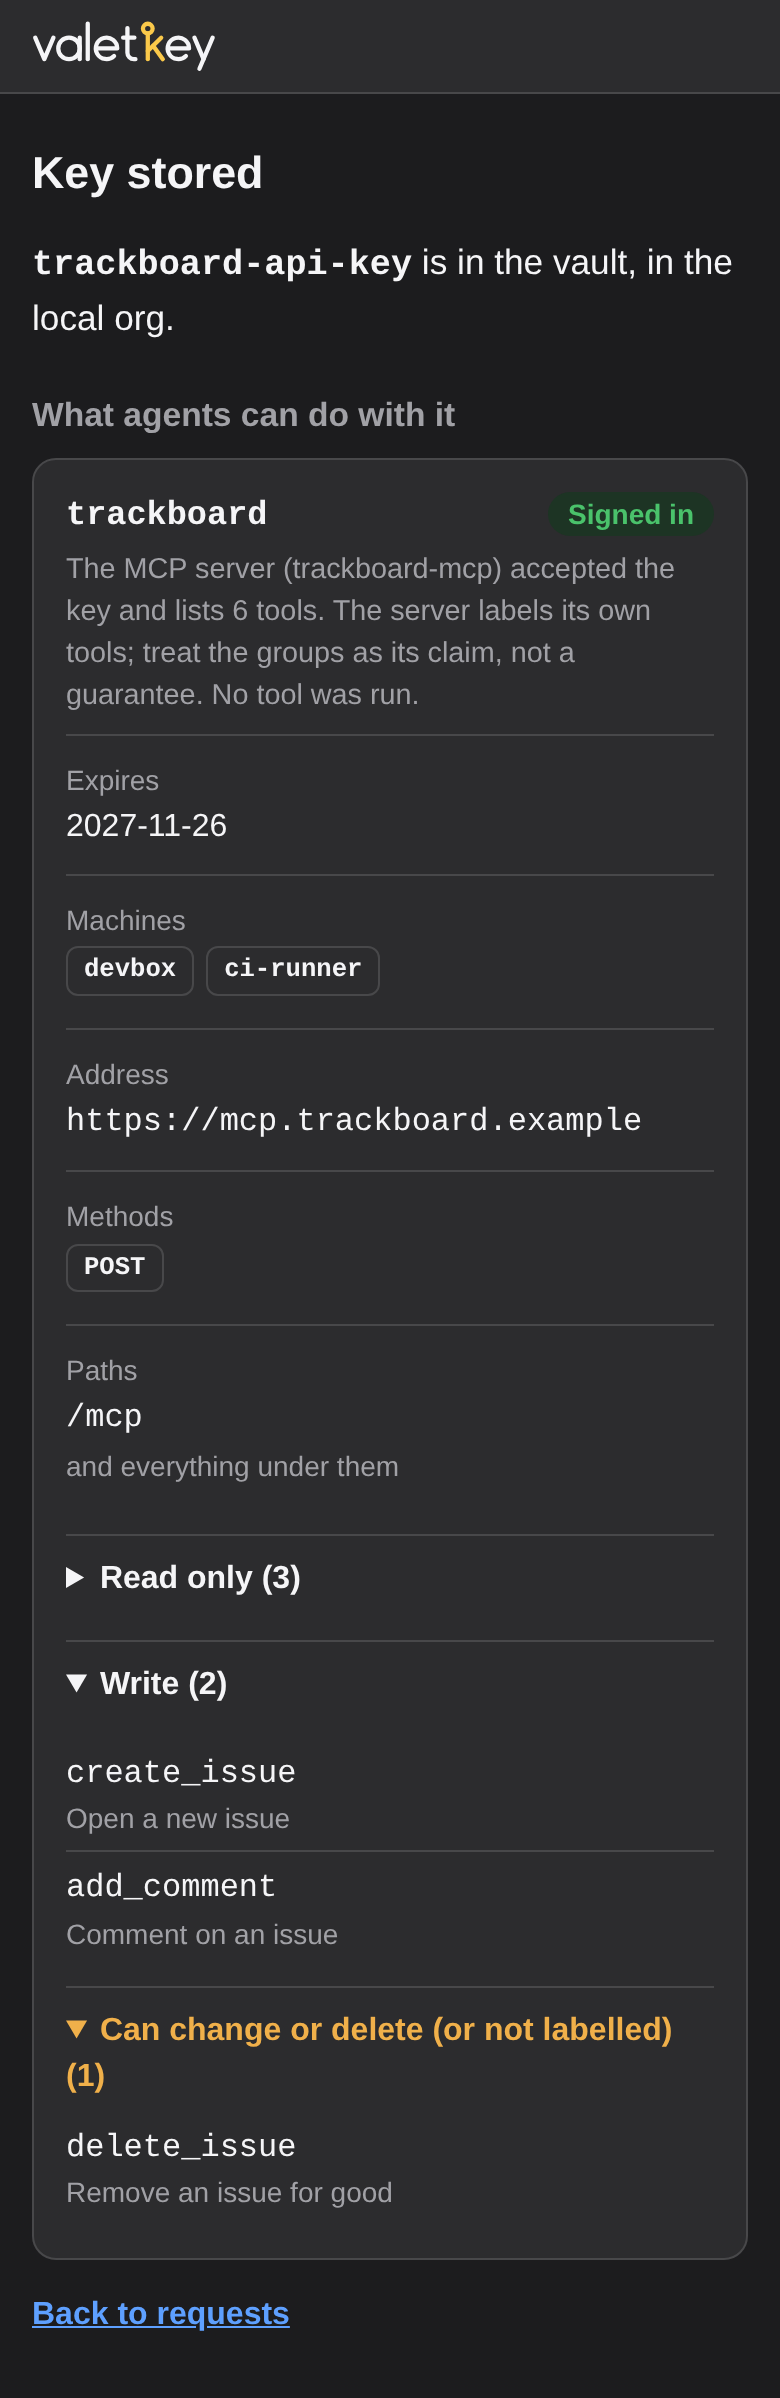 valetkey
Key stored
trackboard-api-key is in the vault, in the
local org.
What agents can do with it
trackboard
Signed in
The MCP server (trackboard-mcp) accepted the
key and lists 6 tools. The server labels its own
tools; treat the groups as its claim, not a
guarantee. No tool was run.
Expires
2027-11-26
Machines
devbox ci-runner
Address
https://mcp.trackboard.example
Methods
POST
Paths
/mcp
and everything under them
Read only (3)
Write (2)
create_issue
Open a new issue
add_comment
Comment on an issue
Can change or delete (or not labelled)
(1)
delete_issue
Remove an issue for good
Back to requests